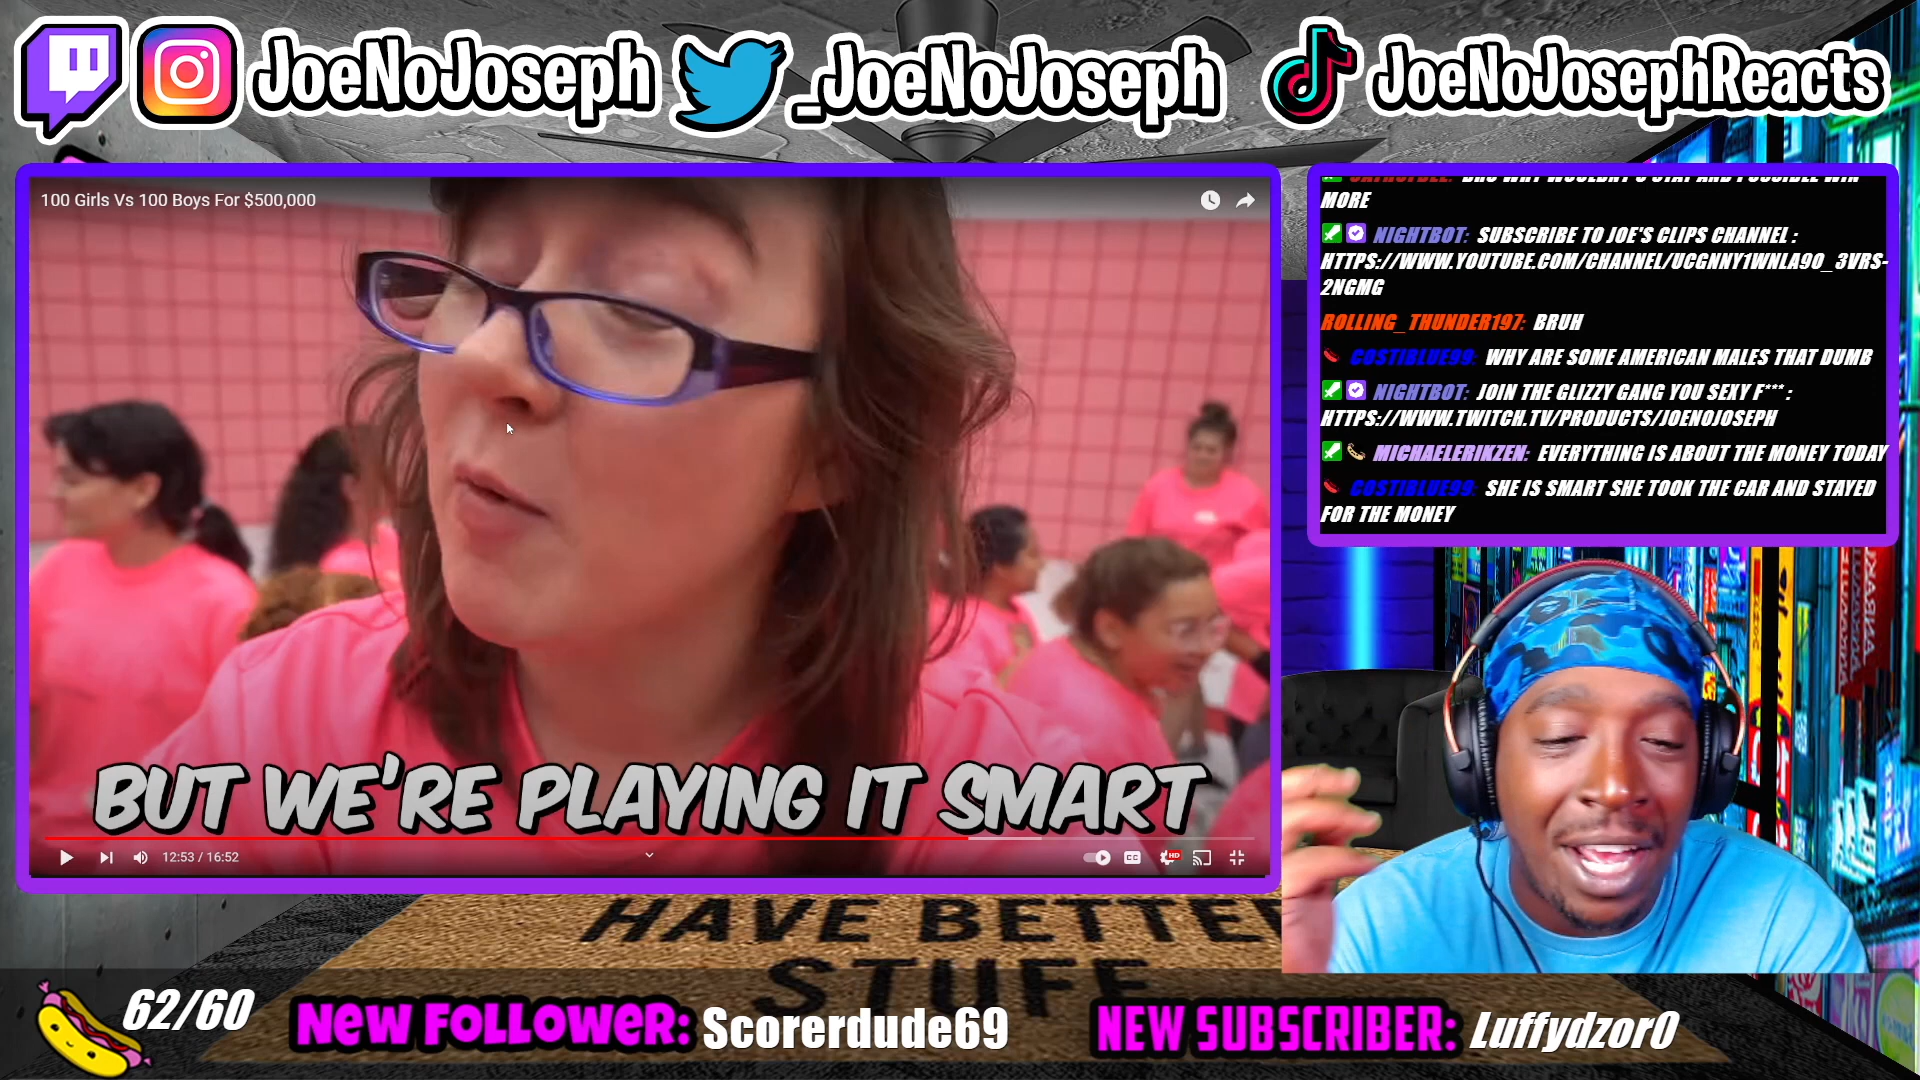 JoeNoJoseph
_JoeNoJoseph
JoeNoJosephReacts
100 Girls Vs 100 Boys For $500,000
MORE
NIGHTBOT: SUBSCRIBE TO JOE'S CLIPS CHANNEL :
HTTPS://WWW.YOUTUBE.COM/CHANNEL/UCGNNY1WNLA9O_3VRS-
2NGMG
ROLLING_THUNDER197: BRUH
COSTIBLUE99: WHY ARE SOME AMERICAN MALES THAT DUMB
NIGHTBOT: JOIN THE GLIZZY GANG YOU SEXY F*** :
HTTPS://WWW.TWITCH.TV/PRODUCTS/JOENOJOSEPH
MICHAELERIKZEN: EVERYTHING IS ABOUT THE MONEY TODAY
COSTIBLUE99: SHE IS SMART SHE TOOK THE CAR AND STAYED
FOR THE MONEY
BUT WE'RE PLAYING IT SMART
12:53 / 16:52
CC
HD
HAVE BETTE
STUFF
62/60
NEW FOLLOWER: Scorerdude69
NEW SUBSCRIBER: Luffydzor0